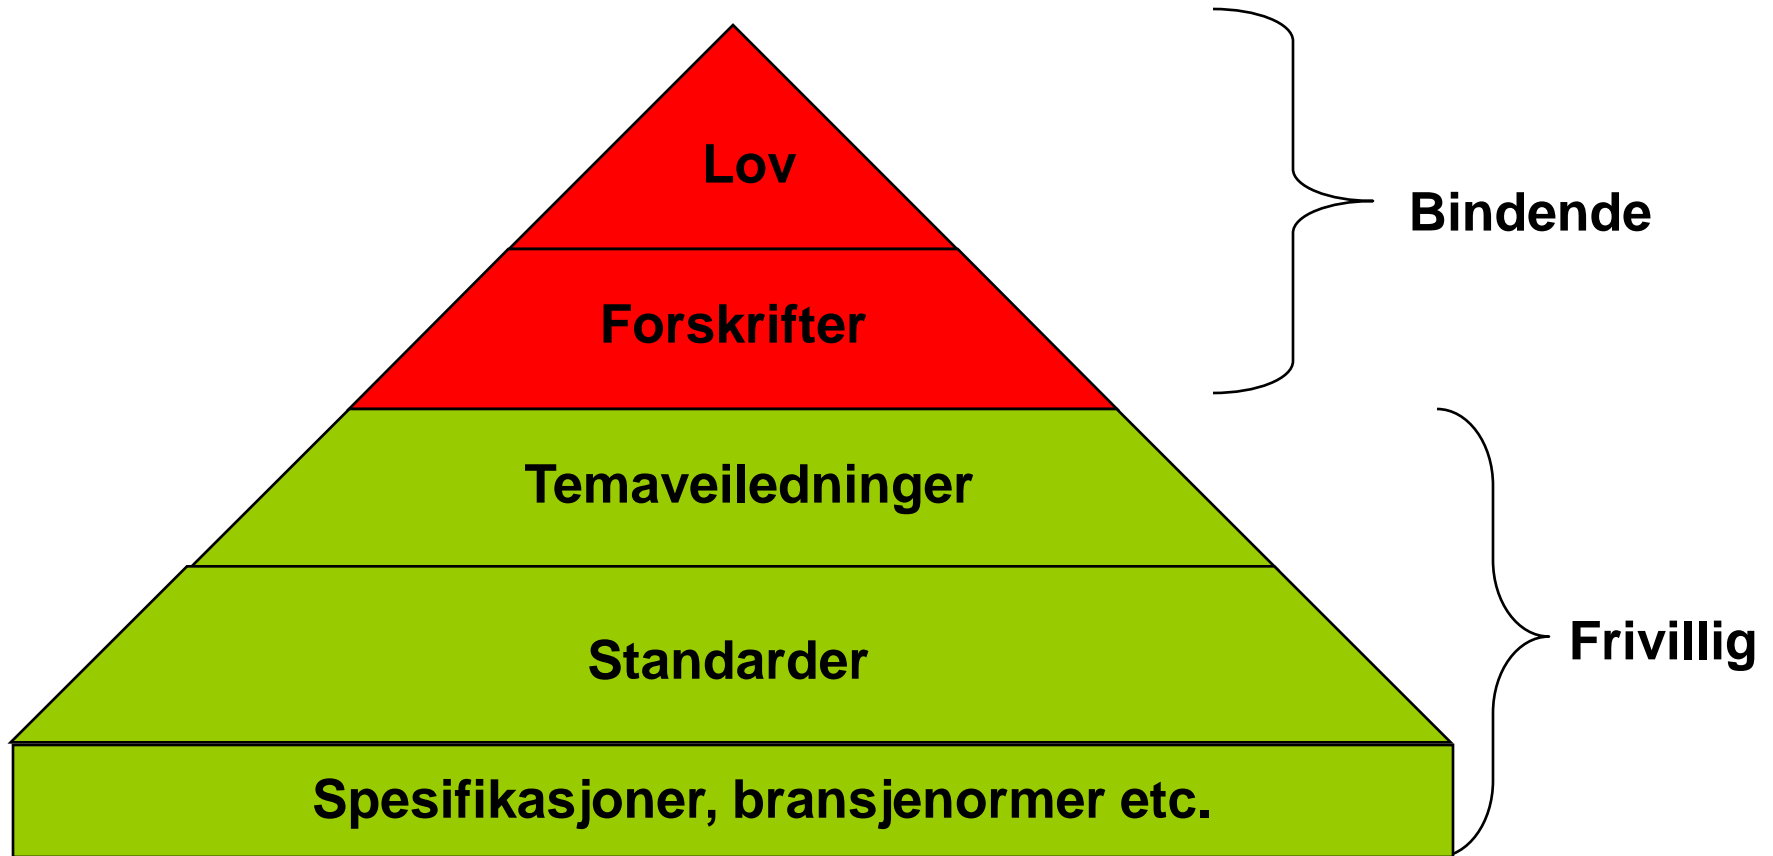 Lov
Bindende
Forskrifter
Temaveiledninger
Standarder
Frivillig
Spesifikasjoner, bransjenormer etc.